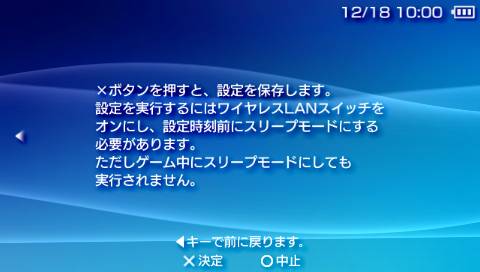 12/18 10:00
×ボタンを押すと、設定を保存します。
設定を実行するにはワイヤレスLANスイッチを
オンにし、設定時刻前にスリープモードにする
必要があります。
ただしゲーム中にスリープモードにしても
実行されません。
◀キーで前に戻ります。
×決定 ○中止